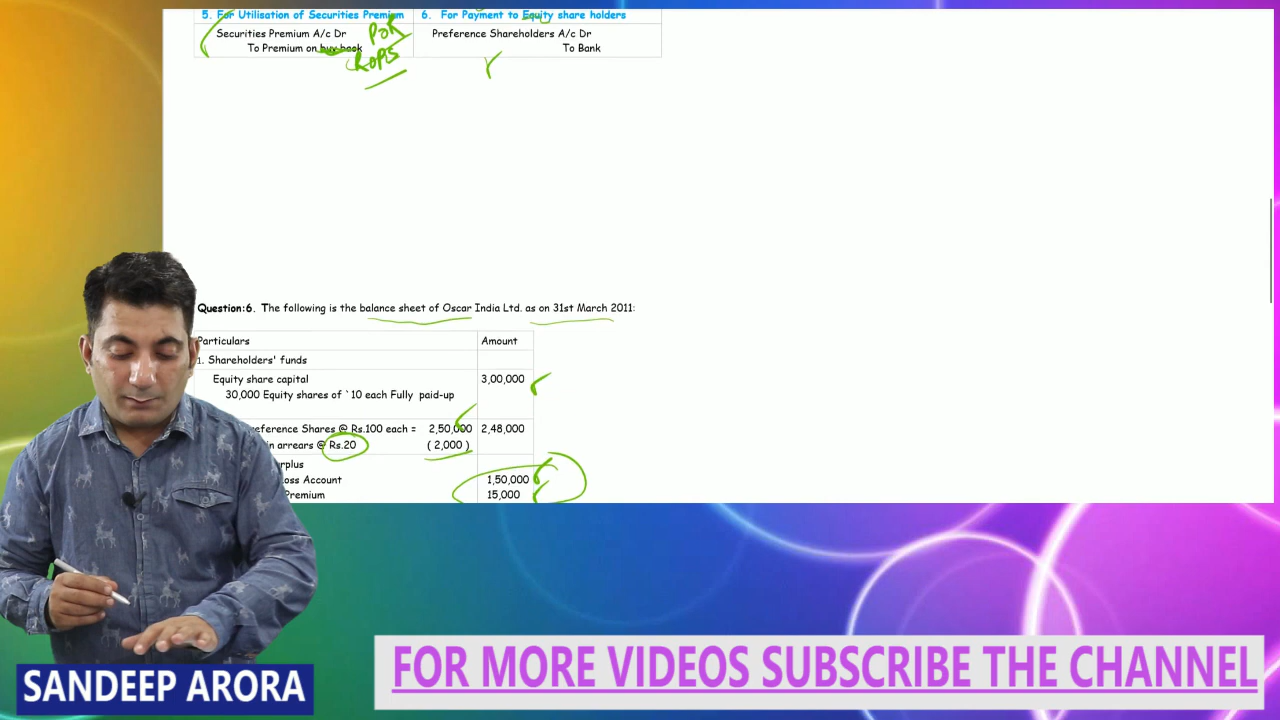 5. For Utilisation of Securities Premium
6. For Payment to Equity share holders
Securities Premium A/c Dr
To Premium on buy back
Preference Shareholders A/c Dr
To Bank
Question:6. The following is the balance sheet of Oscar India Ltd. as on 31st March 2011:
Particulars Amount
1. Shareholders' funds
Equity share capital 3,00,000
30,000 Equity shares of `10 each Fully paid-up
Shares @ Rs.100 each = 2,50,000 2,48,000
in arrears @ Rs.20 ( 2,000 )
Account 1,50,000
Premium 15,000
SANDEEP ARORA
FOR MORE VIDEOS SUBSCRIBE THE CHANNEL